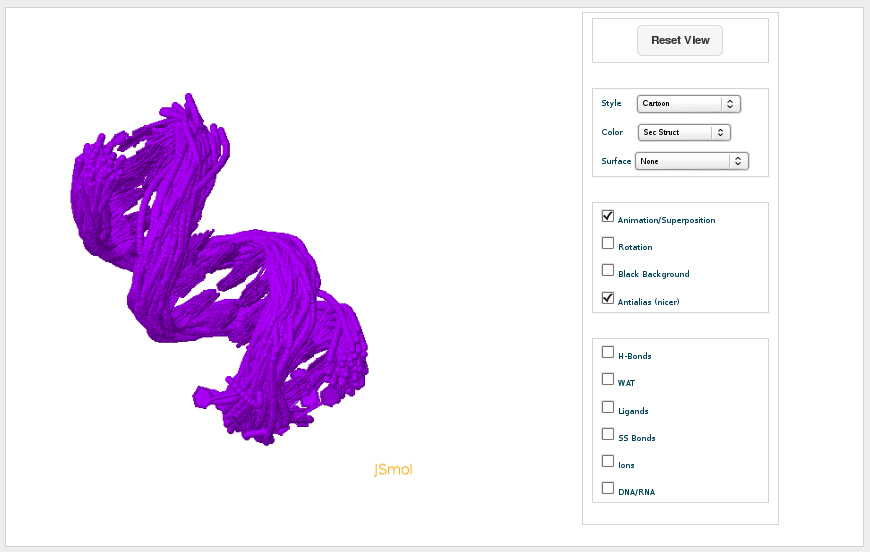 Reset View
Style Cartoon
Color Sec Struct
Surface None
Animation/Superposition
Rotation
Black Background
Antialias (nicer)
H-Bonds
WAT
Ligands
SS Bonds
Ions
DNA/RNA
JSmol